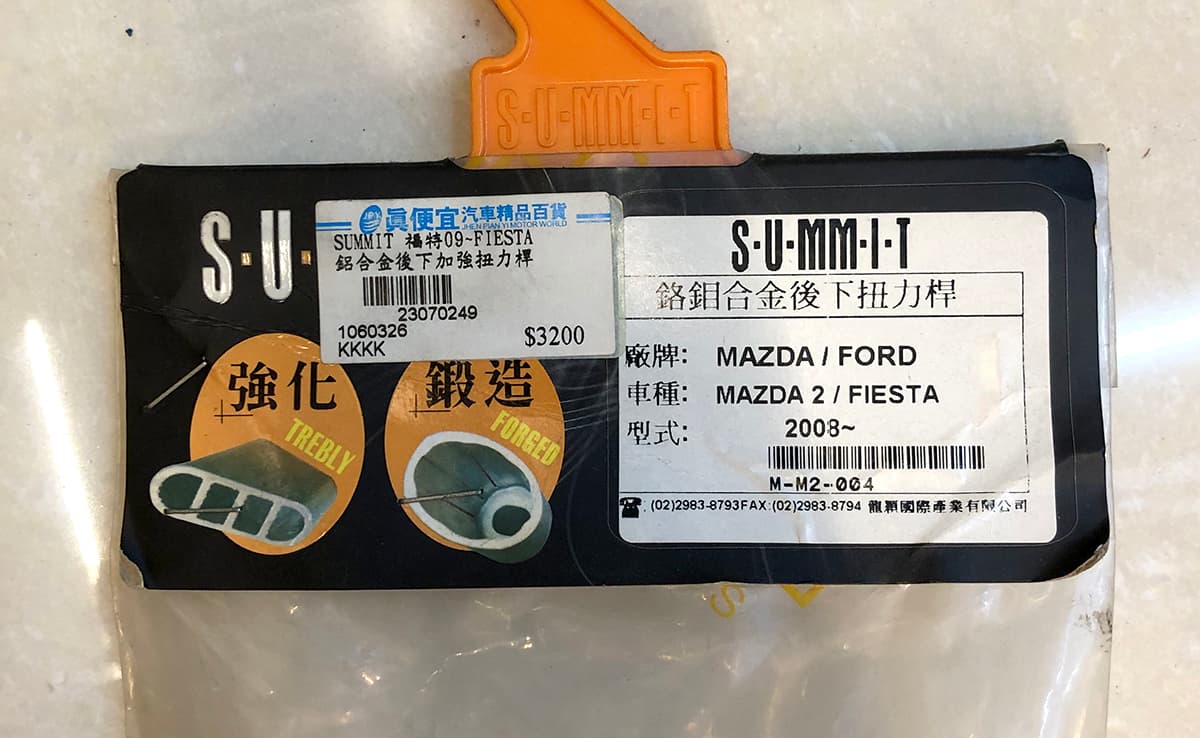 S·U·MM·I·T
S·U·
眞便宜汽車精品百貨
JHEN PIAN YI MOTOR WORLD
SUMMIT 福特09~FIESTA
鋁合金後下加強扭力桿
23070249
1060326
KKKK
$3200
強化
TREBLY
鍛造
FORGED
S·U·MM·I·T
鉻鉬合金後下扭力桿
廠牌: MAZDA / FORD
車種: MAZDA 2 / FIESTA
型式: 2008~
M-M2-004
☎:(02)2983-8793FAX:(02)2983-8794 龍穎國際產業有限公司
S